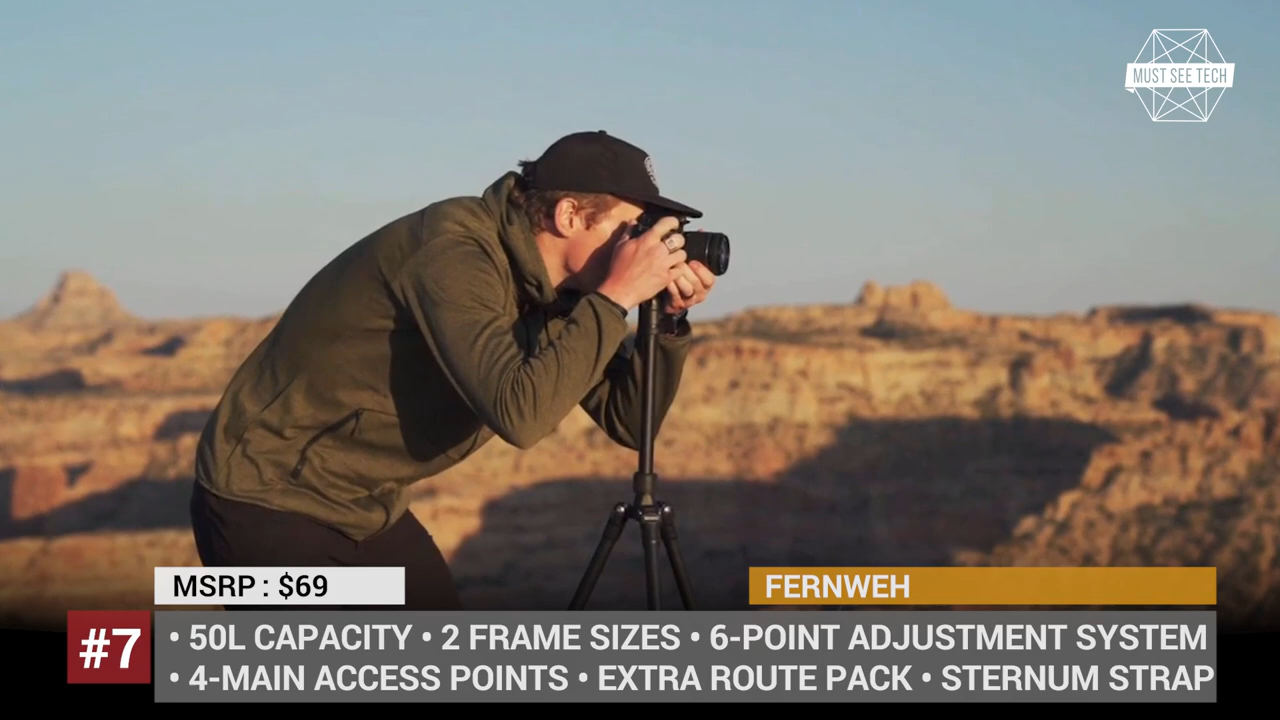 MUST SEE TECH
MSRP : $69
FERNWEH
#7
• 50L CAPACITY • 2 FRAME SIZES • 6-POINT ADJUSTMENT SYSTEM
• 4-MAIN ACCESS POINTS • EXTRA ROUTE PACK • STERNUM STRAP